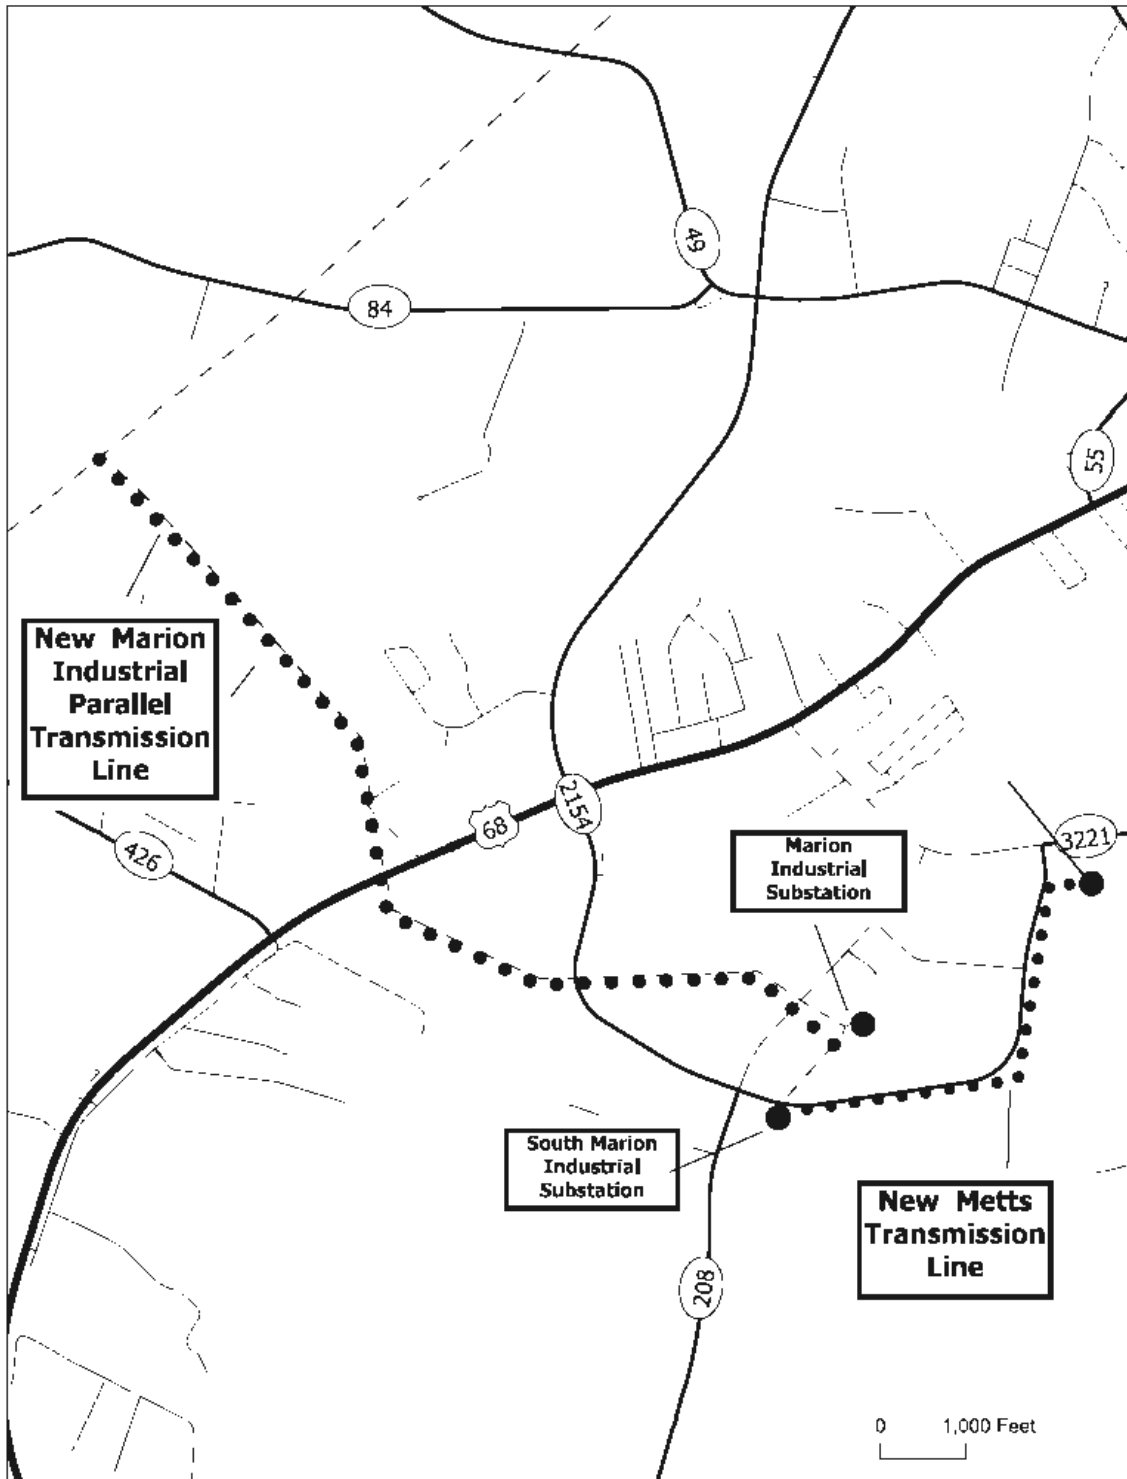 49
84
55
New Marion
Industrial
Parallel
Transmission
Line
2154
68
426
3221
Marion
Industrial
Substation
South Marion
Industrial
Substation
New Metts
Transmission
Line
208
0 1,000 Feet